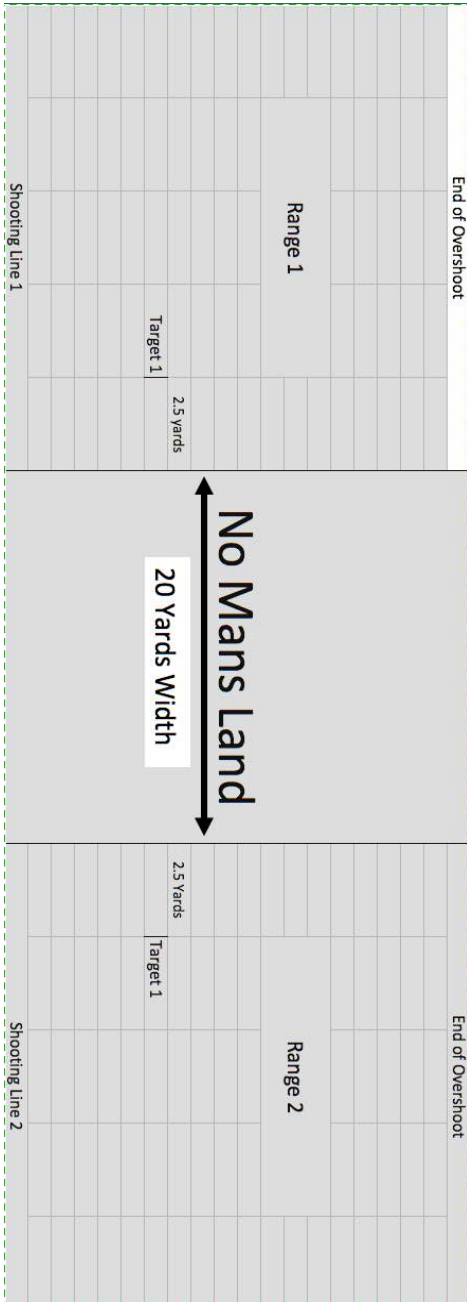 End of Overshoot
End of Overshoot
Range 1
Range 2
No Mans Land
2.5 yards
20 Yards Width
2.5 Yards
Target 1
Target 1
Shooting Line 1
Shooting Line 2